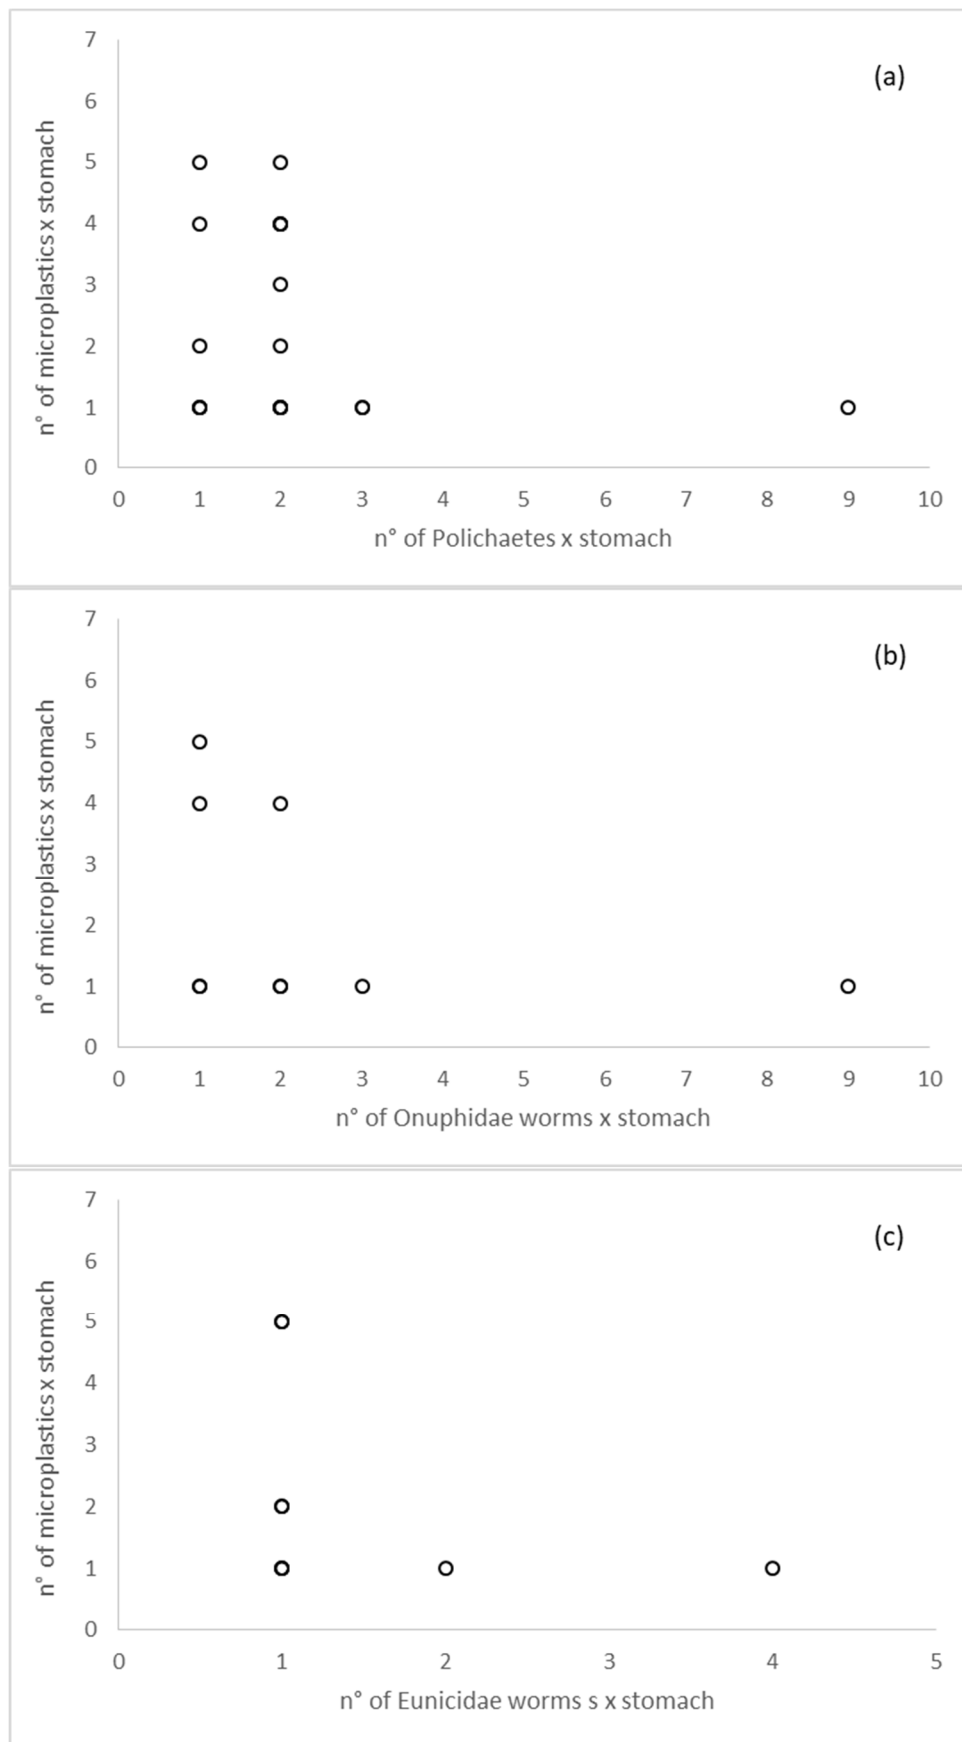 7
(a)
6
5
4
3
2
1
0
n° of microplastics x stomach
0 1 2 3 4 5 6 7 8 9 10
n° of Polichaetes x stomach
7
(b)
6
5
4
3
2
1
0
n° of microplastics x stomach
0 1 2 3 4 5 6 7 8 9 10
n° of Onuphidae worms x stomach
7
(c)
6
5
4
3
2
1
0
n° of microplastics x stomach
0 1 2 3 4 5
n° of Eunicidae worms s x stomach